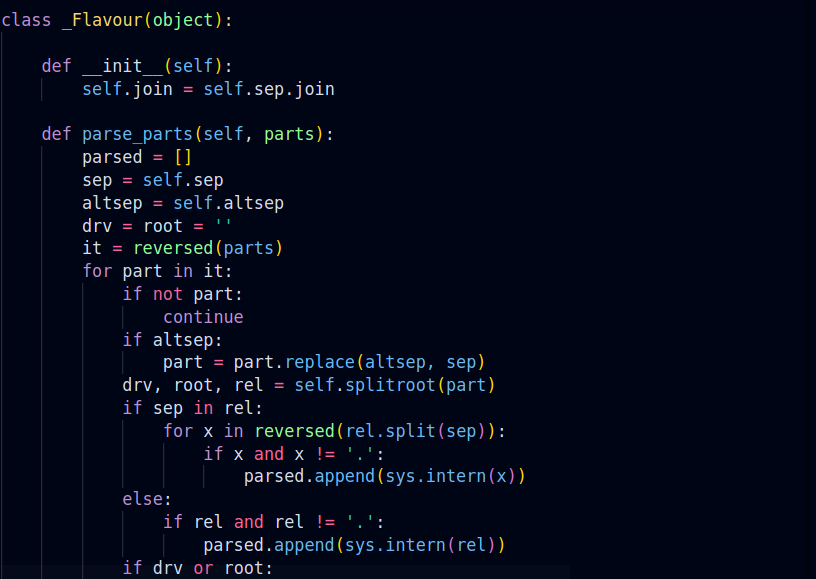 class _Flavour(object):

    def __init__(self):
        self.join = self.sep.join

    def parse_parts(self, parts):
        parsed = []
        sep = self.sep
        altsep = self.altsep
        drv = root = ''
        it = reversed(parts)
        for part in it:
            if not part:
                continue
            if altsep:
                part = part.replace(altsep, sep)
            drv, root, rel = self.splitroot(part)
            if sep in rel:
                for x in reversed(rel.split(sep)):
                    if x and x != '.':
                        parsed.append(sys.intern(x))
            else:
                if rel and rel != '.':
                    parsed.append(sys.intern(rel))
            if drv or root: